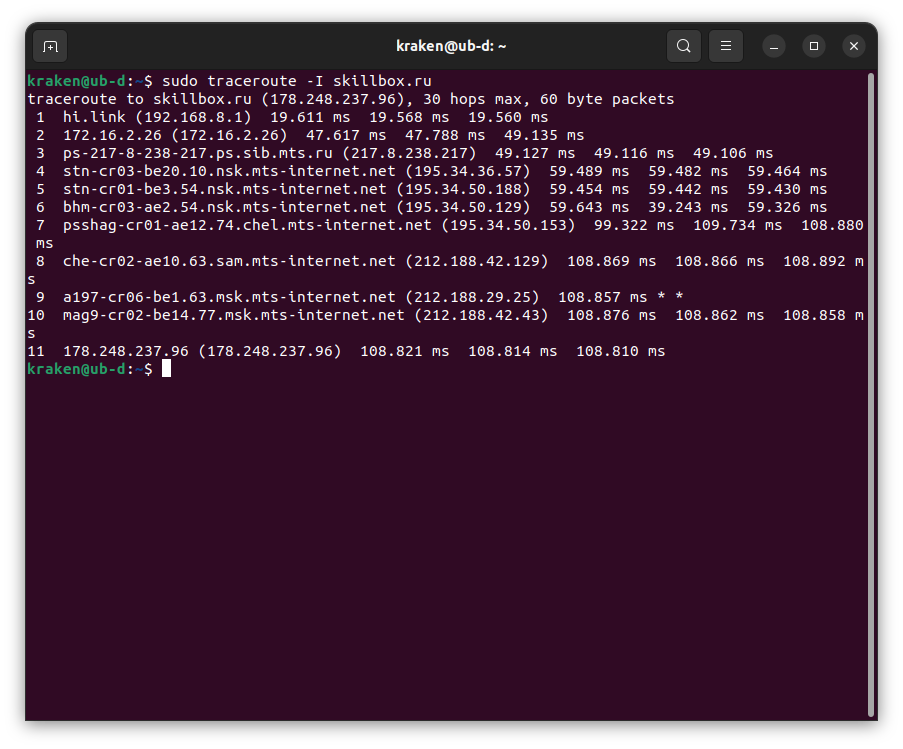 kraken@ub-d: ~
kraken@ub-d:~$ sudo traceroute -I skillbox.ru
traceroute to skillbox.ru (178.248.237.96), 30 hops max, 60 byte packets
 1  hi.link (192.168.8.1)  19.611 ms  19.568 ms  19.560 ms
 2  172.16.2.26 (172.16.2.26)  47.617 ms  47.788 ms  49.135 ms
 3  ps-217-8-238-217.ps.sib.mts.ru (217.8.238.217)  49.127 ms  49.116 ms  49.106 ms
 4  stn-cr03-be20.10.nsk.mts-internet.net (195.34.36.57)  59.489 ms  59.482 ms  59.464 ms
 5  stn-cr01-be3.54.nsk.mts-internet.net (195.34.50.188)  59.454 ms  59.442 ms  59.430 ms
 6  bhm-cr03-ae2.54.nsk.mts-internet.net (195.34.50.129)  59.643 ms  39.243 ms  59.326 ms
 7  psshag-cr01-ae12.74.chel.mts-internet.net (195.34.50.153)  99.322 ms  109.734 ms  108.880
 ms
 8  che-cr02-ae10.63.sam.mts-internet.net (212.188.42.129)  108.869 ms  108.866 ms  108.892 m
s
 9  a197-cr06-be1.63.msk.mts-internet.net (212.188.29.25)  108.857 ms * *
10  mag9-cr02-be14.77.msk.mts-internet.net (212.188.42.43)  108.876 ms  108.862 ms  108.858 m
s
11  178.248.237.96 (178.248.237.96)  108.821 ms  108.814 ms  108.810 ms
kraken@ub-d:~$